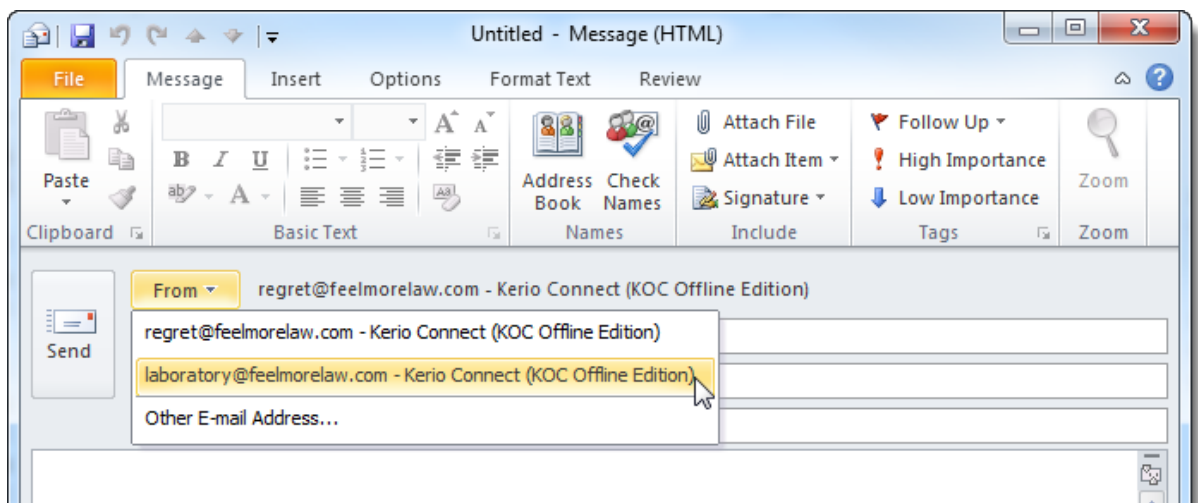 Untitled - Message (HTML)
File Message Insert Options Format Text Review
Paste
Clipboard
B I U
A A
ab A Aa
Basic Text
Address Book
Check Names
Names
Attach File
Attach Item
Signature
Include
Follow Up
High Importance
Low Importance
Tags
Zoom
Zoom
Send
From regret@feelmorelaw.com - Kerio Connect (KOC Offline Edition)
regret@feelmorelaw.com - Kerio Connect (KOC Offline Edition)
laboratory@feelmorelaw.com - Kerio Connect (KOC Offline Edition)
Other E-mail Address...